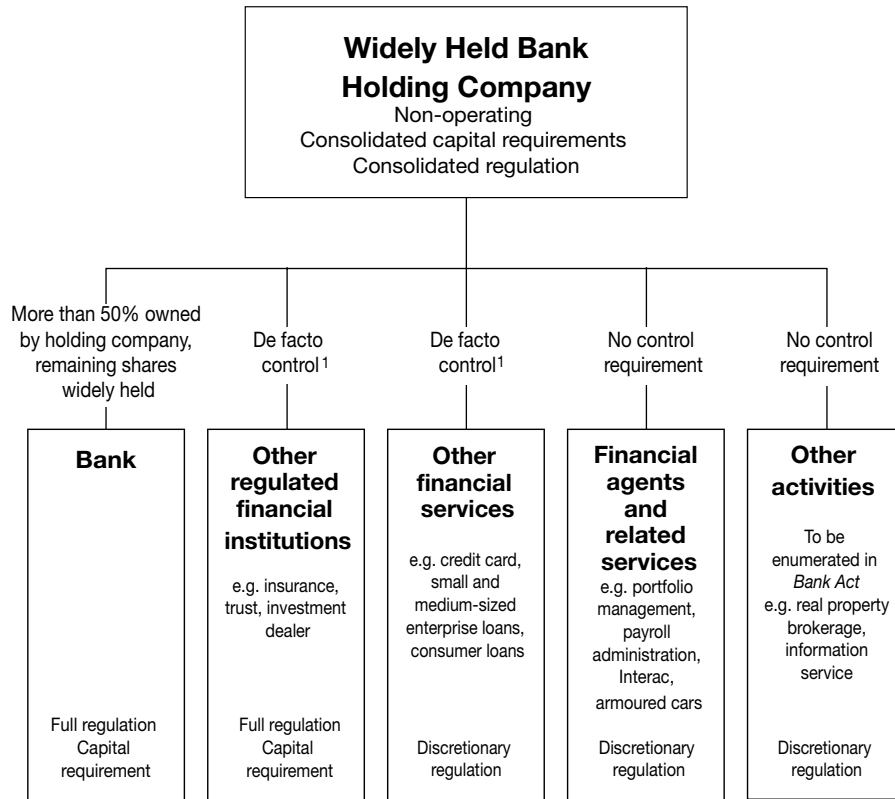 Widely Held Bank
Holding Company
Non-operating
Consolidated capital requirements
Consolidated regulation
More than 50% owned
by holding company,
remaining shares
widely held
De facto
control1
De facto
control1
No control
requirement
No control
requirement
Bank
Full regulation
Capital
requirement
Other
regulated
financial
institutions
e.g. insurance,
trust, investment
dealer
Full regulation
Capital
requirement
Other
financial
services
e.g. credit card,
small and
medium-sized
enterprise loans,
consumer loans
Discretionary
regulation
Financial
agents
and
related
services
e.g. portfolio
management,
payroll
administration,
Interac,
armoured cars
Discretionary
regulation
Other
activities
To be
enumerated in
Bank Act
e.g. real property
brokerage,
information
service
Discretionary
regulation